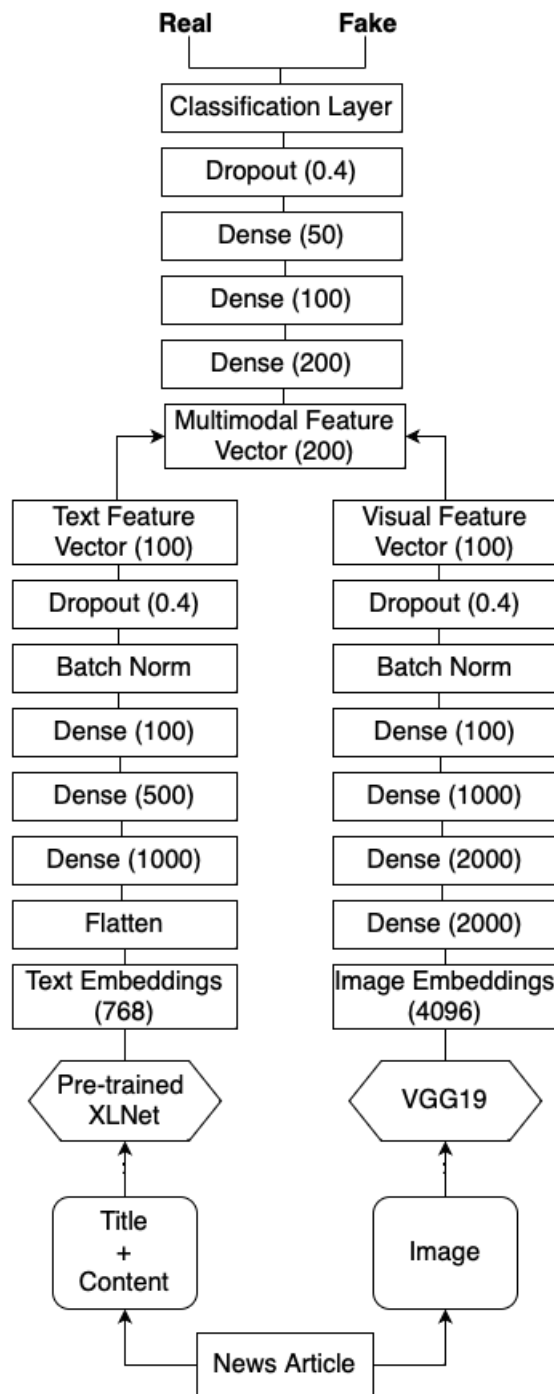 Real Fake
Classification Layer
Dropout (0.4)
Dense (50)
Dense (100)
Dense (200)
Multimodal Feature
Vector (200)
Text Feature
Vector (100)
Dropout (0.4)
Batch Norm
Dense (100)
Dense (500)
Dense (1000)
Flatten
Text Embeddings
(768)
Pre-trained
XLNet
Title
+
Content
Visual Feature
Vector (100)
Dropout (0.4)
Batch Norm
Dense (100)
Dense (1000)
Dense (2000)
Dense (2000)
Image Embeddings
(4096)
VGG19
Image
News Article